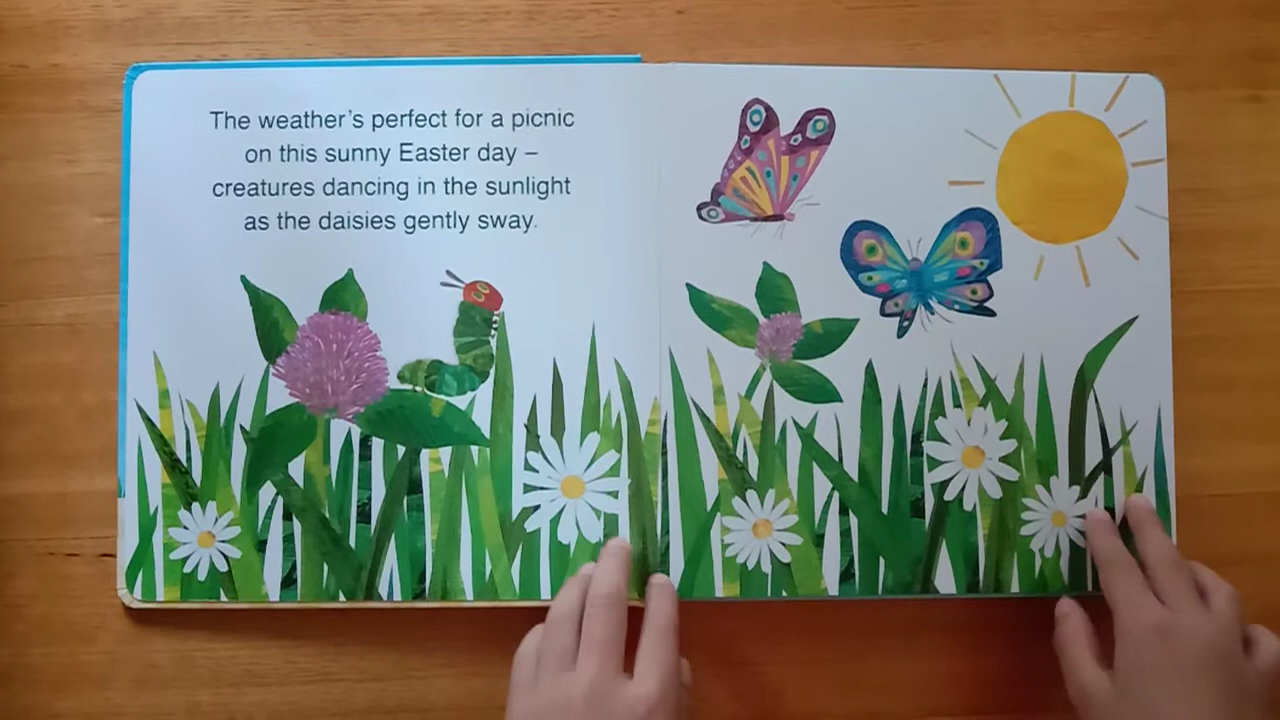 The weather's perfect for a picnic
on this sunny Easter day –
creatures dancing in the sunlight
as the daisies gently sway.